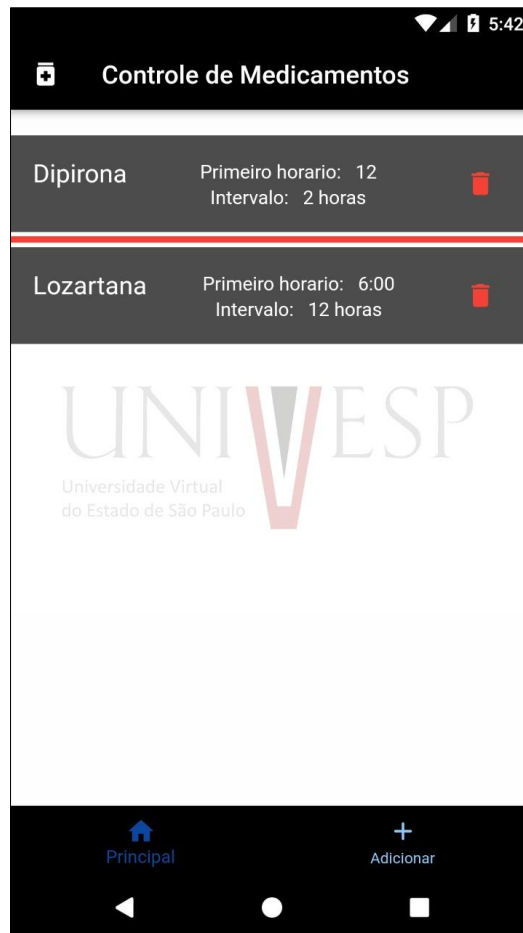 5:42
Controle de Medicamentos
Dipirona
Primeiro horario: 12
Intervalo: 2 horas
Lozartana
Primeiro horario: 6:00
Intervalo: 12 horas
UNIVESP
Universidade Virtual
do Estado de São Paulo
Principal
Adicionar